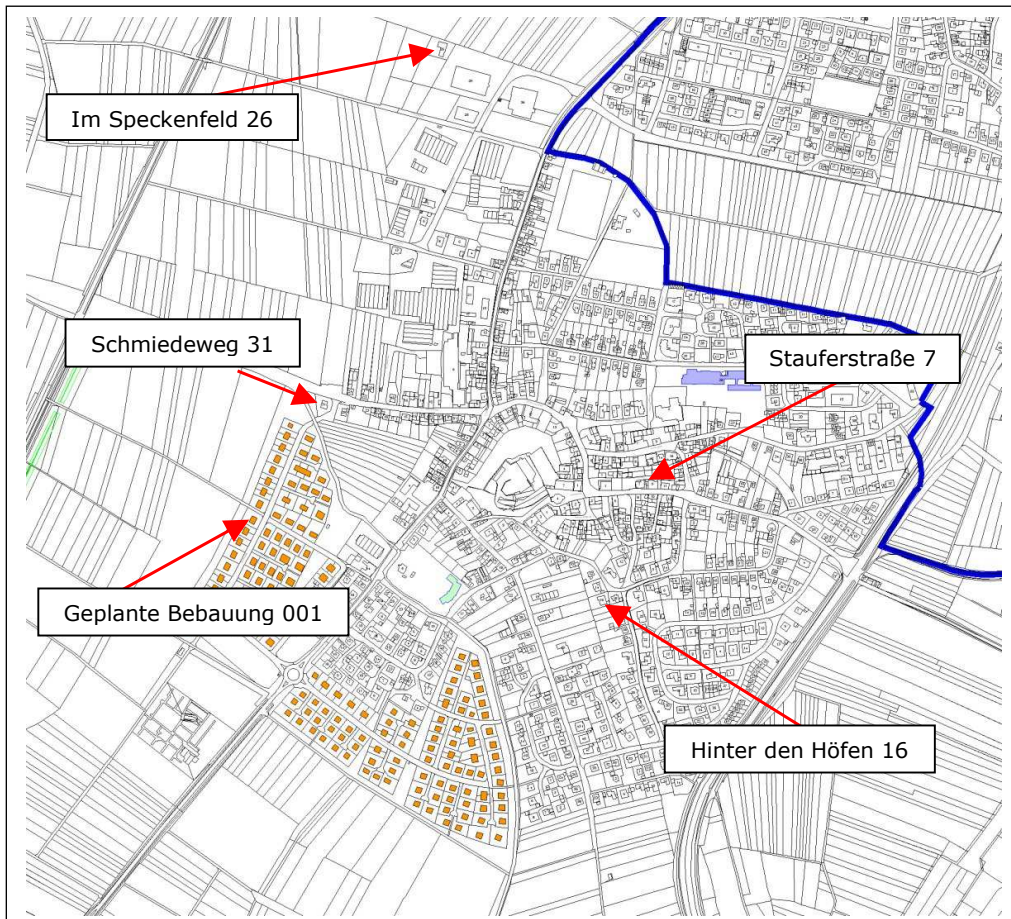 Im Speckenfeld 26
Schmiedeweg 31
Stauferstraße 7
Geplante Bebauung 001
Hinter den Höfen 16